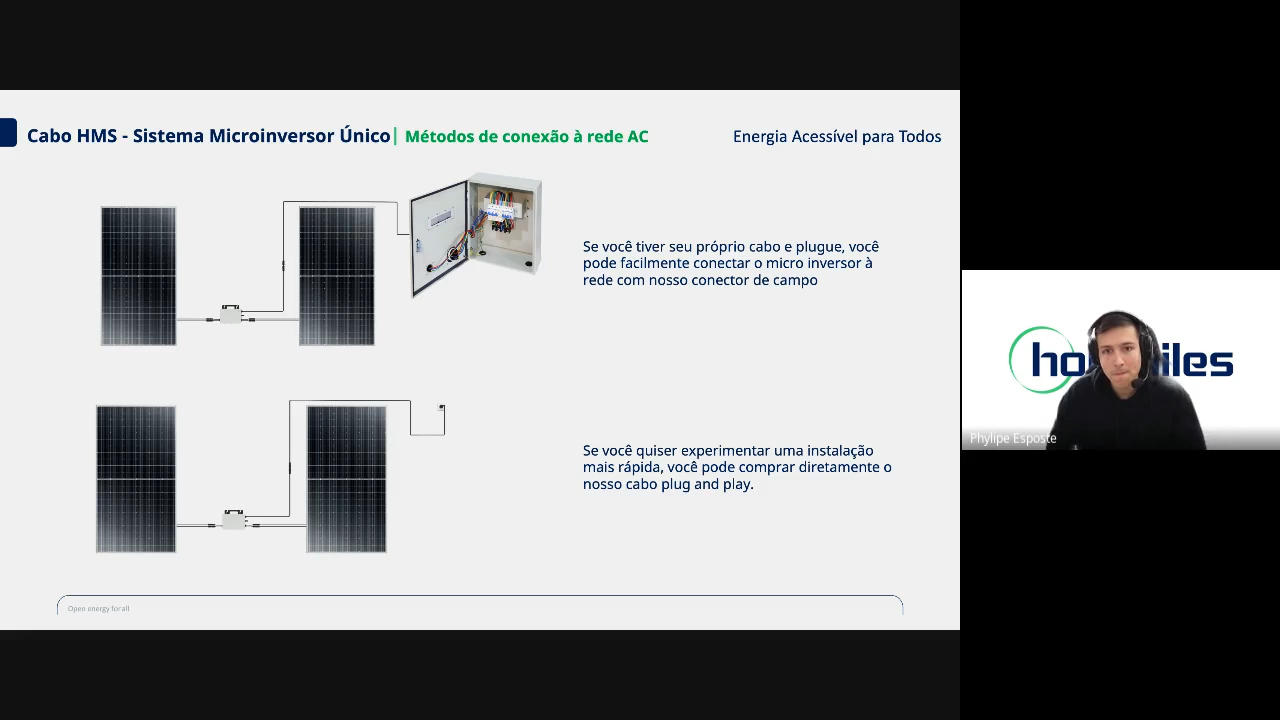 Cabo HMS - Sistema Microinversor Único| Métodos de conexão à rede AC
Energia Acessível para Todos
Se você tiver seu próprio cabo e plugue, você
pode facilmente conectar o micro inversor à
rede com nosso conector de campo
Se você quiser experimentar uma instalação
mais rápida, você pode comprar diretamente o
nosso cabo plug and play.
Open energy for all
Phylipe Esposte